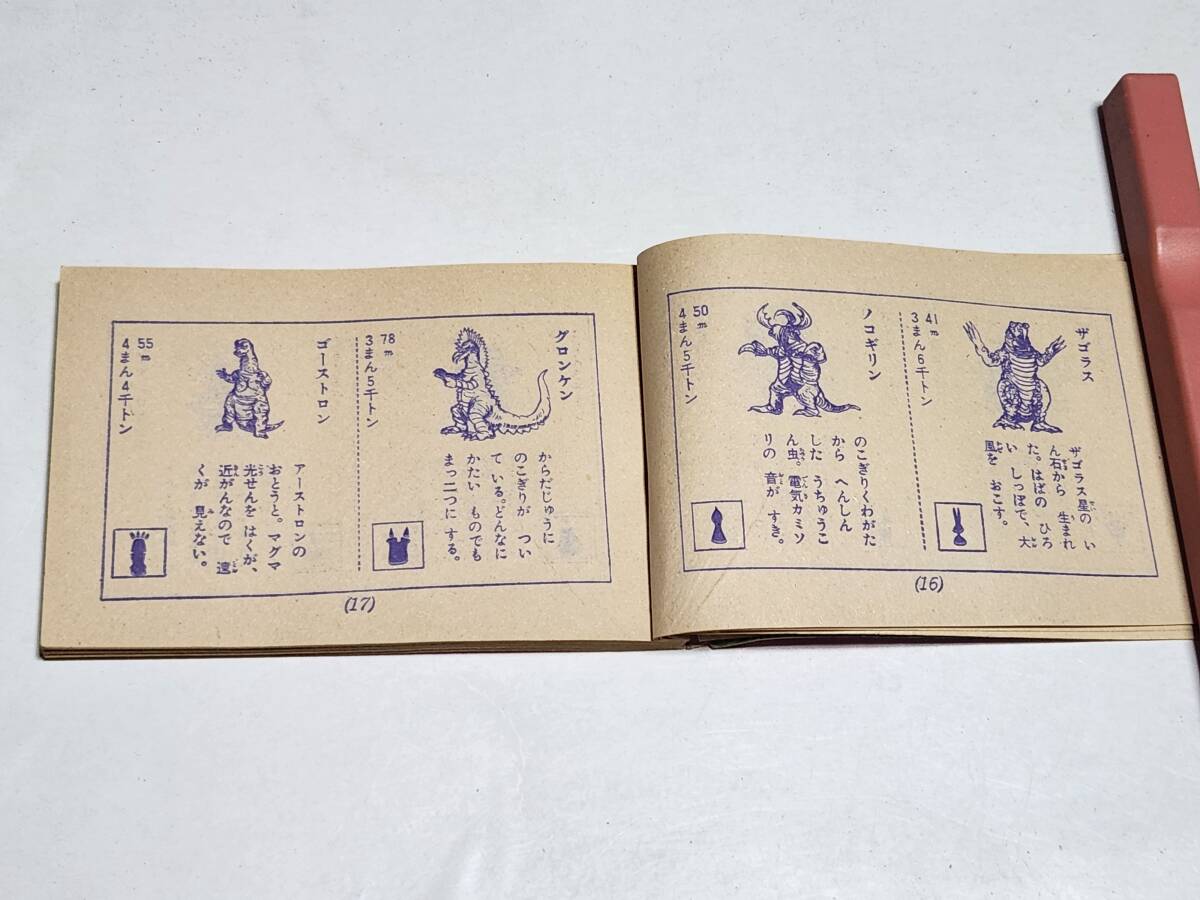 ザゴラス
41m
3まん6千トン
ザゴラス星の い
ん石から 生まれ
た。はばの ひろ
い しっぽで、大
風を おこす。
ノコギリン
50m
4まん5千トン
のこぎりくわがた
から へんしん
した うちゅうこ
ん虫。電気カミソ
リの 音が すき。
(16)
グロンケン
78m
3まん5千トン
からだじゅうに
のこぎりが つい
て いる。どんなに
かたい ものでも
まっ二つに する。
ゴーストロン
55m
4まん4千トン
アーストロンの
おとうと。マグマ
光せんを はくが、
近がんなので 遠
くが 見えない。
(17)